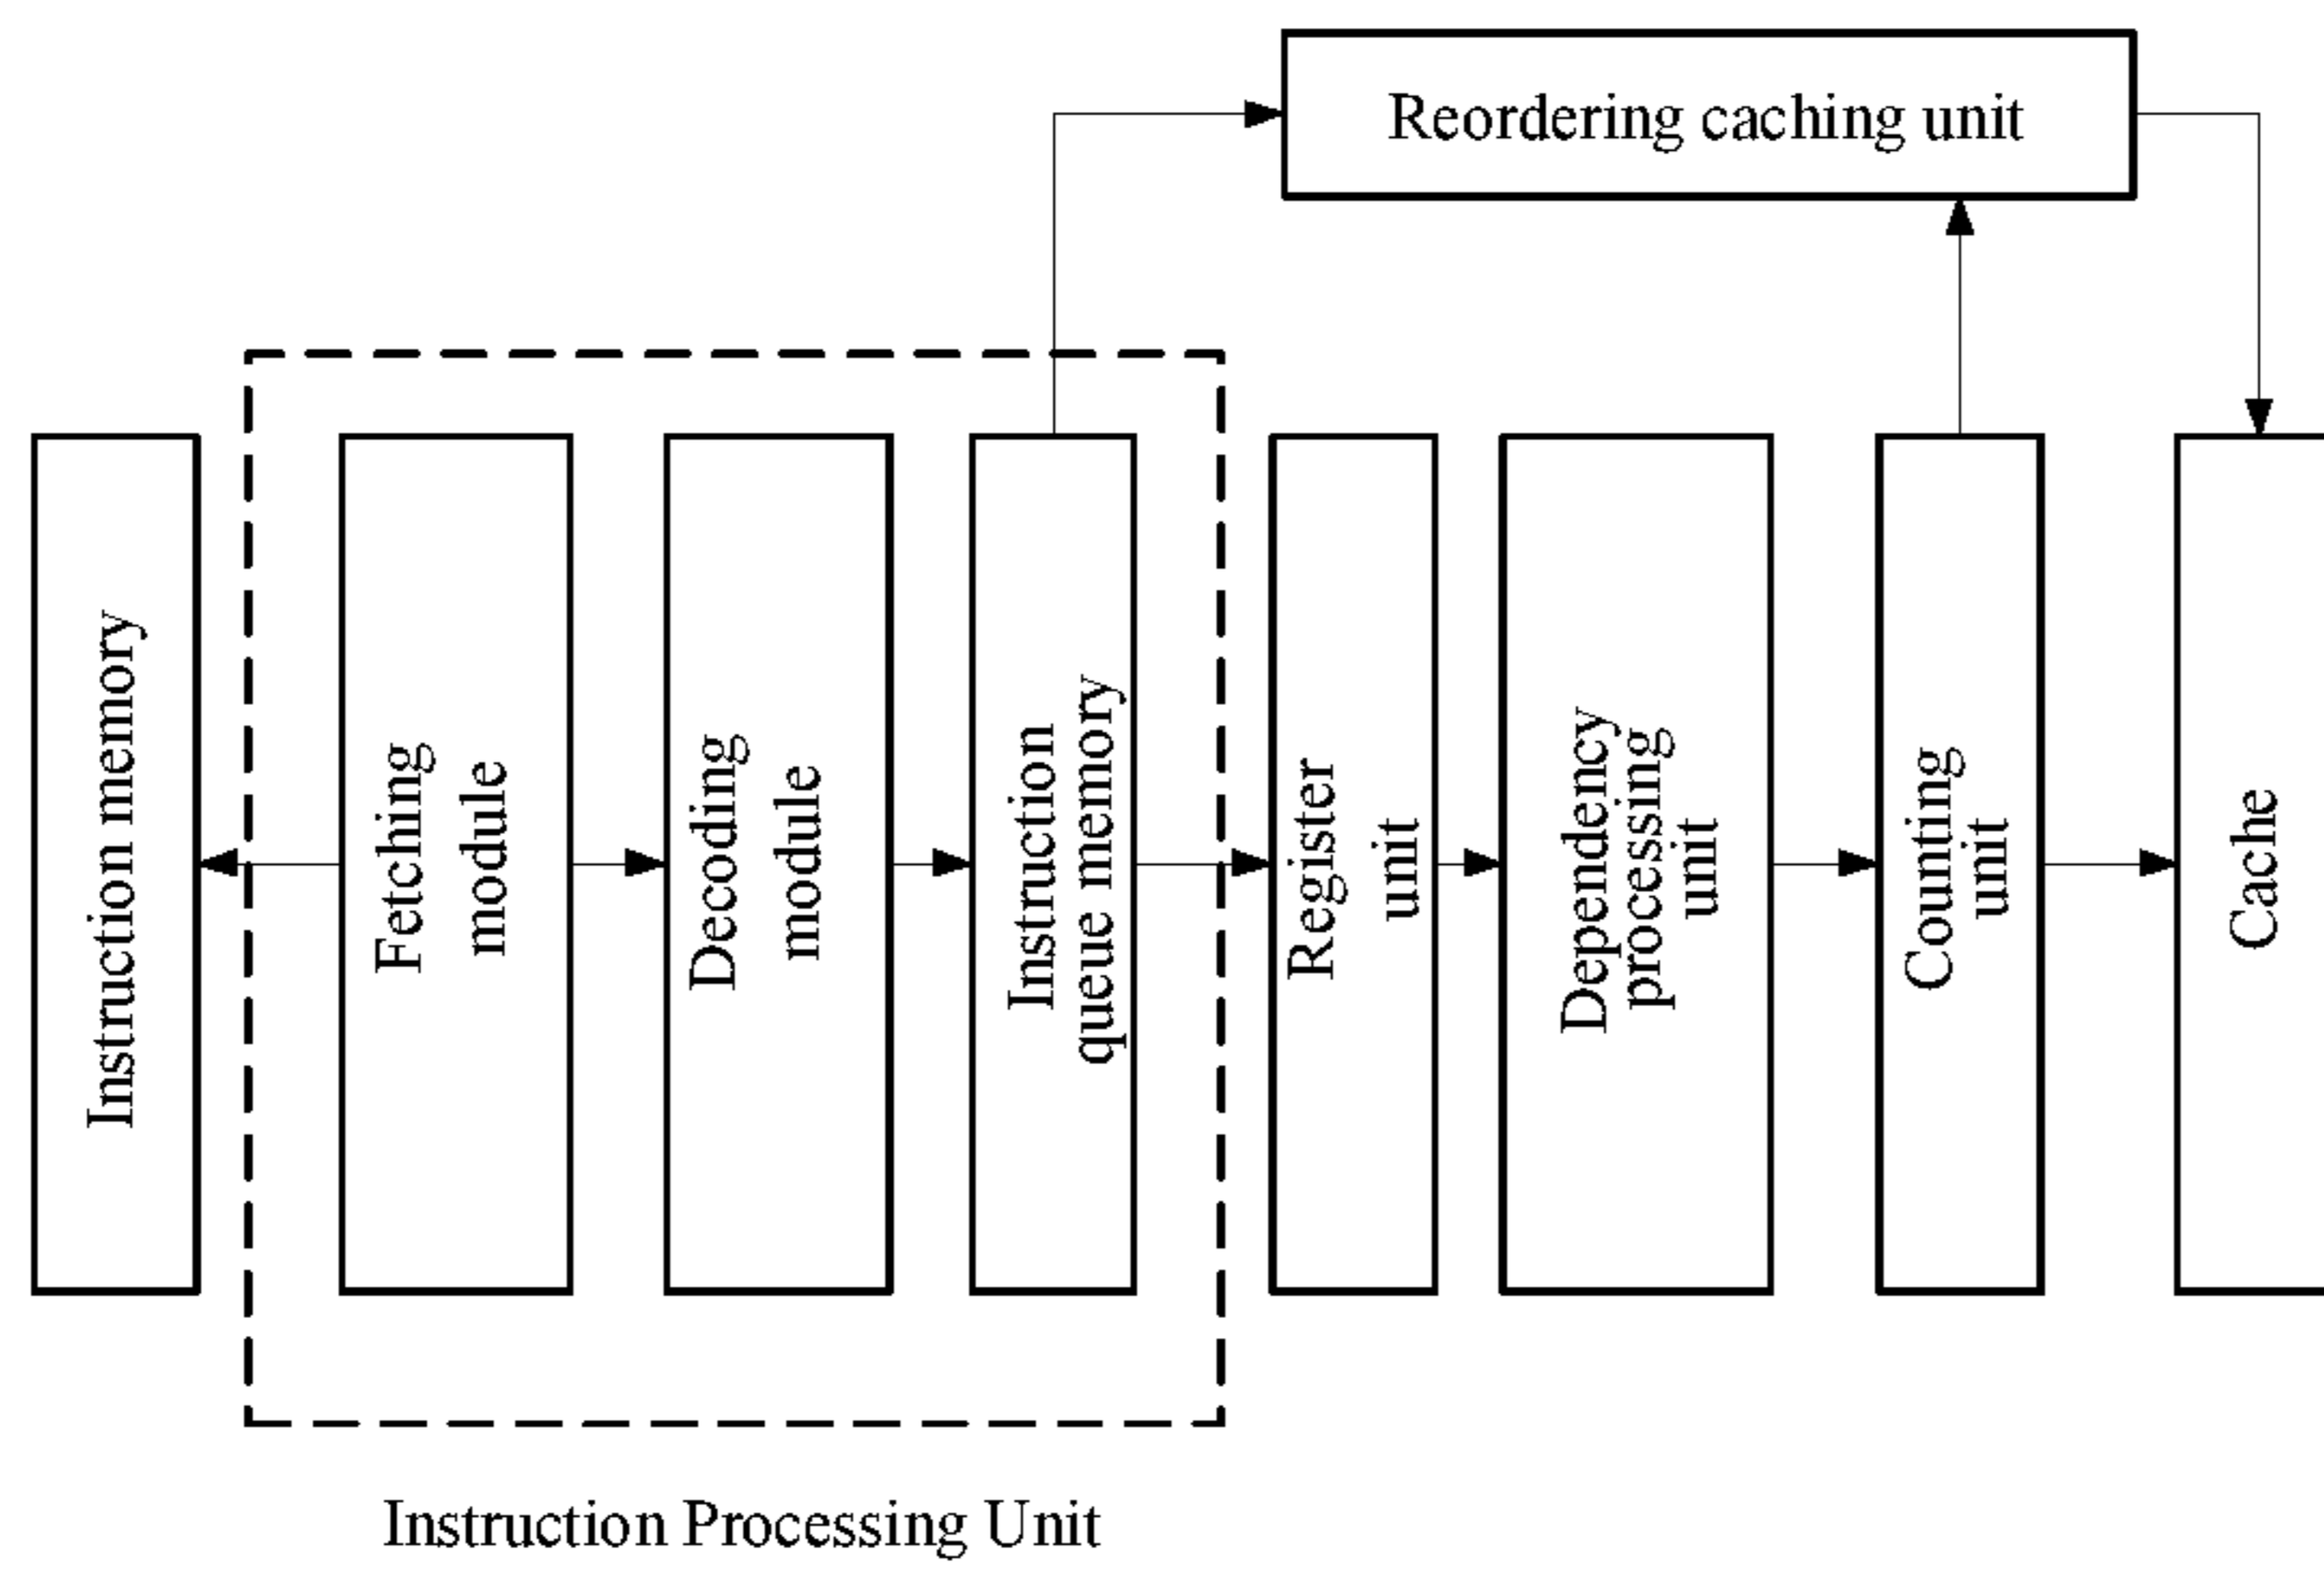 Reordering caching unit
Instruction memory
Fetching
module
Decoding
module
Instruction
queue memory
Register
unit
Dependency
processing
unit
Counting
unit
Cache
Instruction Processing Unit